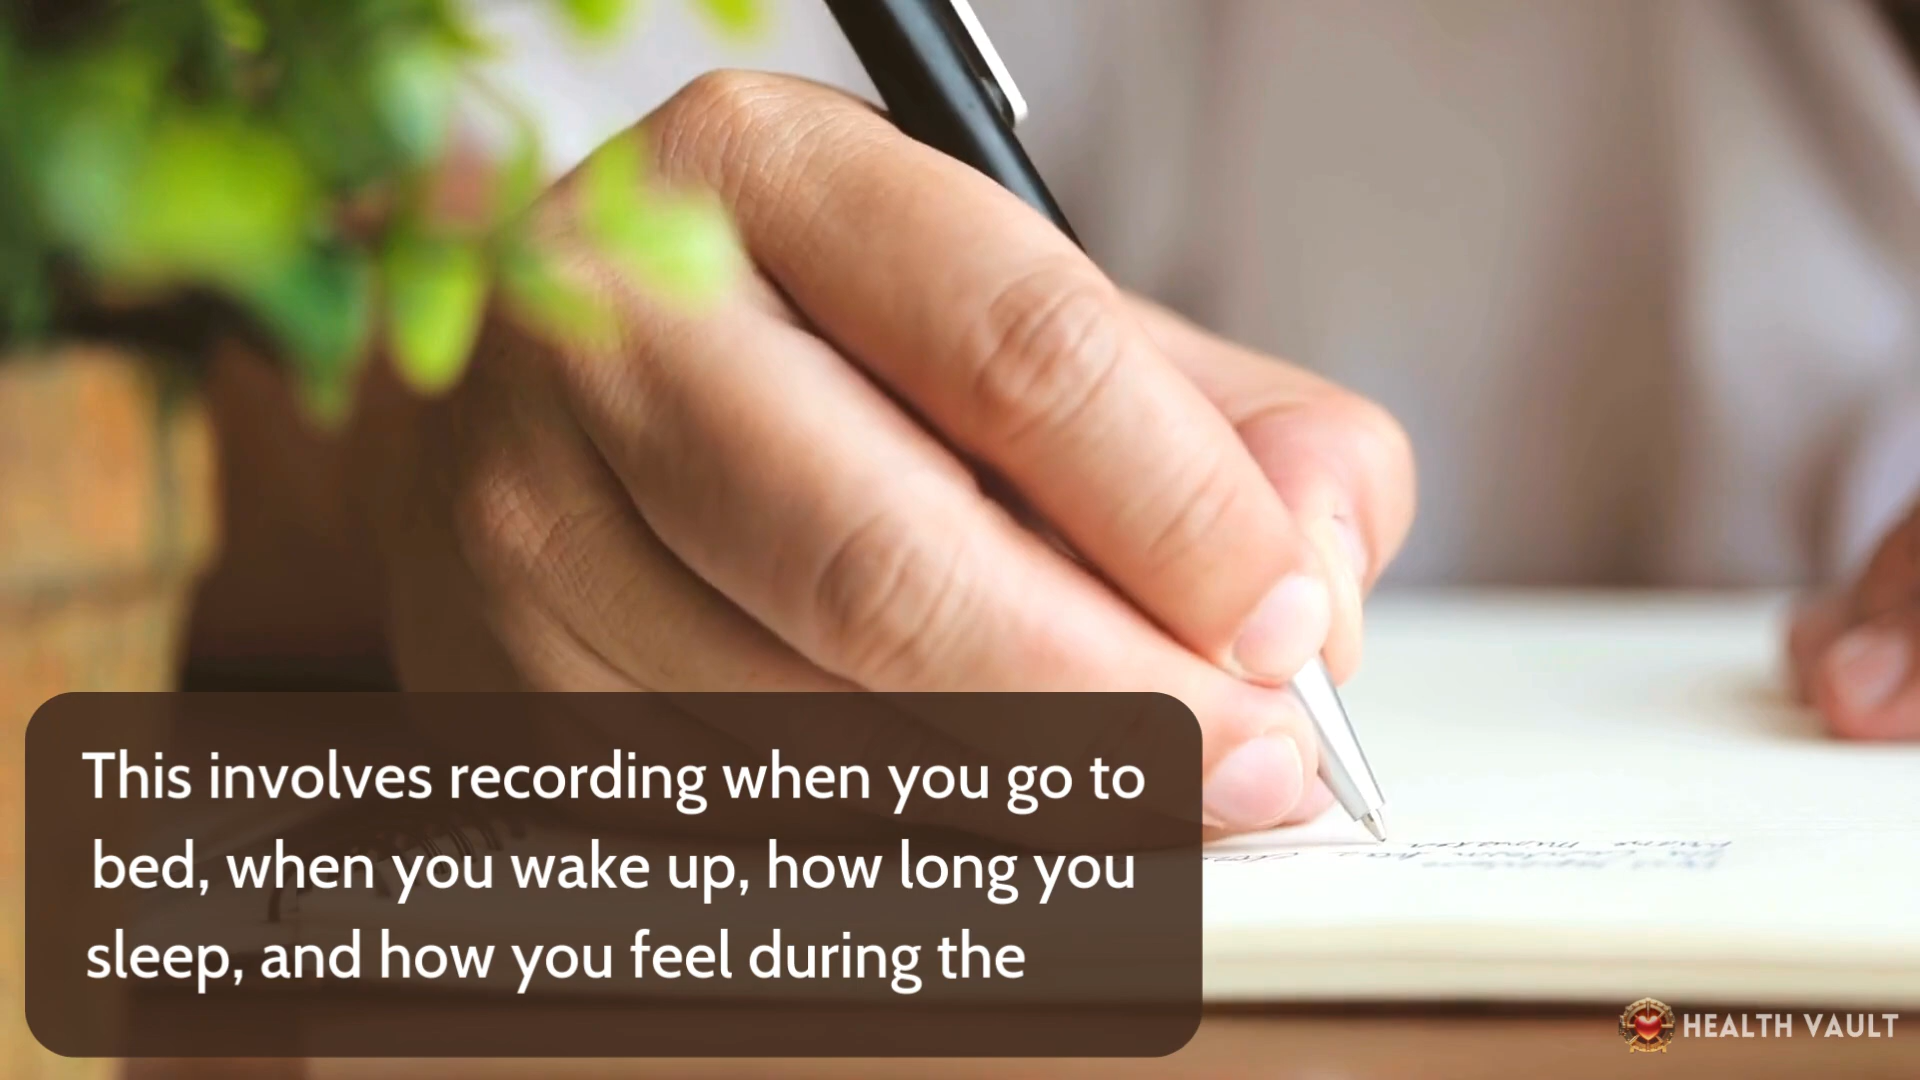 This involves recording when you go to
bed, when you wake up, how long you
sleep, and how you feel during the
HEALTH VAULT